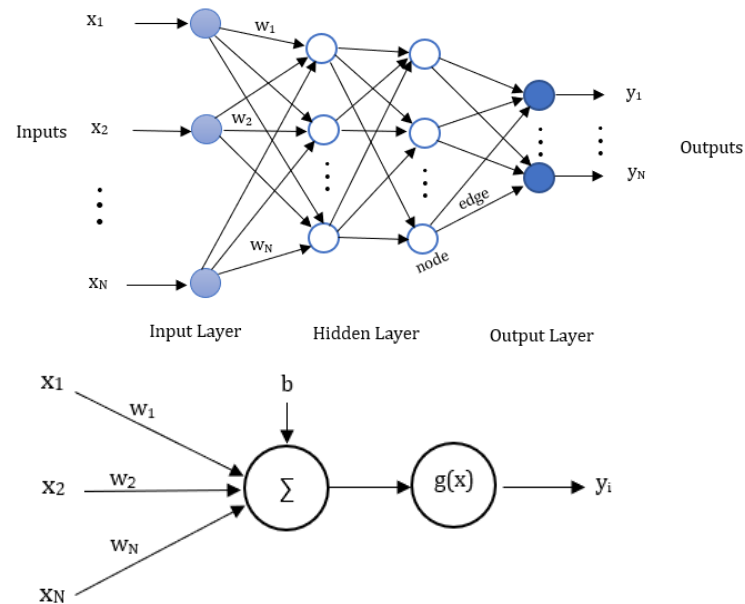 x₁
w₁
y₁
Inputs
x₂
w₂
Outputs
yN
edge
wN
node
xN
Input Layer
Hidden Layer
Output Layer
x₁
b
w₁
x₂
w₂
∑
g(x)
yᵢ
wN
xN